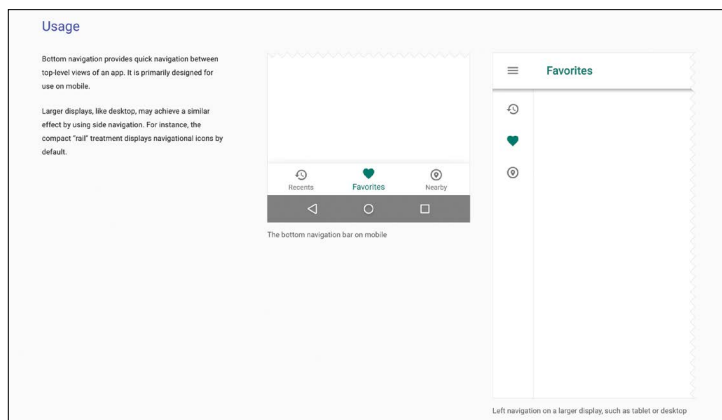 Usage
Bottom navigation provides quick navigation between
top-level views of an app. It is primarily designed for
use on mobile.
Larger displays, like desktop, may achieve a similar
effect by using side navigation. For instance, the
compact "rail" treatment displays navigational icons by
default.
Recents Favorites Nearby
The bottom navigation bar on mobile
Favorites
Left navigation on a larger display, such as tablet or desktop